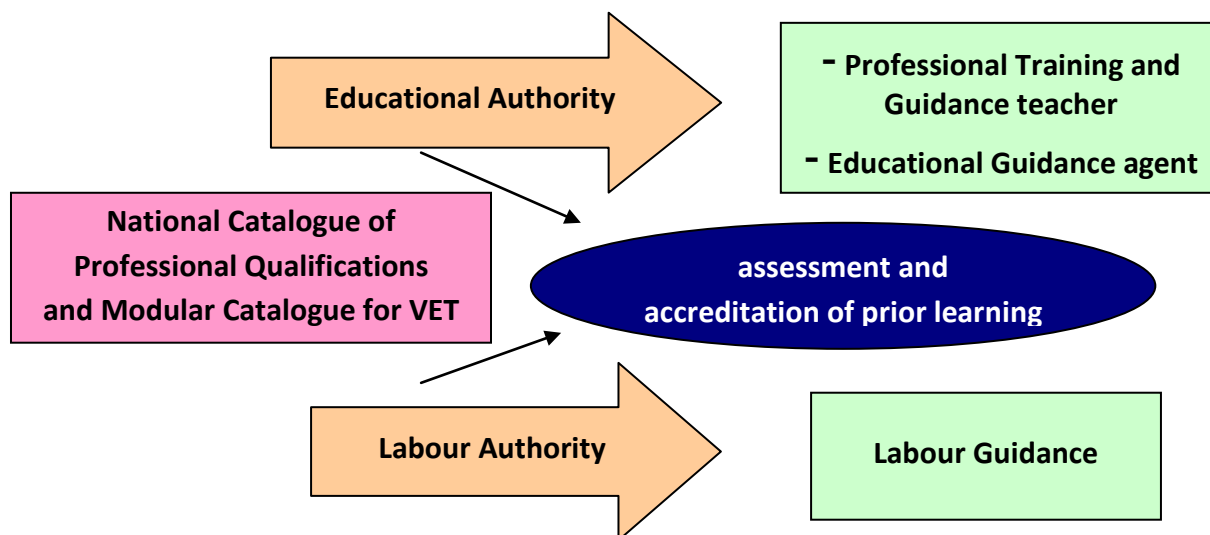 Educational Authority
- Professional Training and
Guidance teacher
- Educational Guidance agent
National Catalogue of
Professional Qualifications
and Modular Catalogue for VET
assessment and
accreditation of prior learning
Labour Authority
Labour Guidance